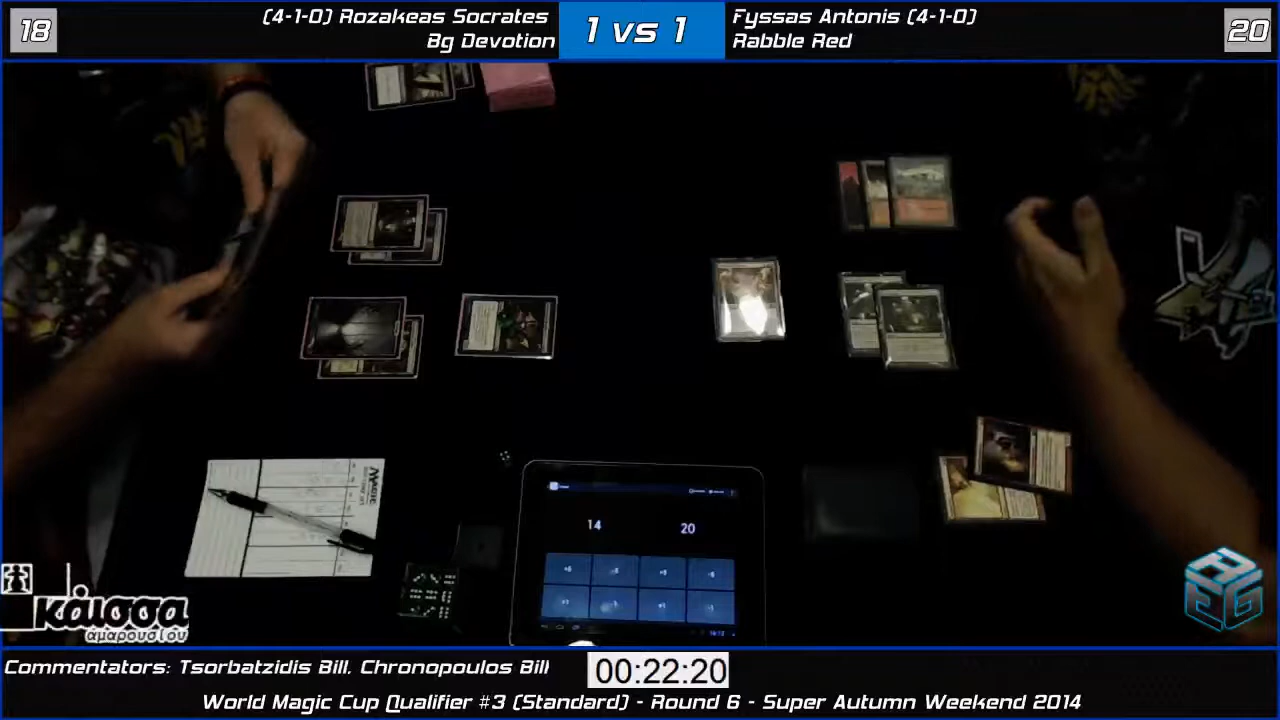 18
(4-1-0) Rozakeas Socrates
Bg Devotion
1 vs 1
Fyssas Antonis (4-1-0)
Rabble Red
20
14
20
MAGIC
κάισσα
αμαρουσίου
Commentators: Tsorbatzidis Bill, Chronopoulos Bill
00:22:20
World Magic Cup Qualifier #3 (Standard) - Round 6 - Super Autumn Weekend 2014